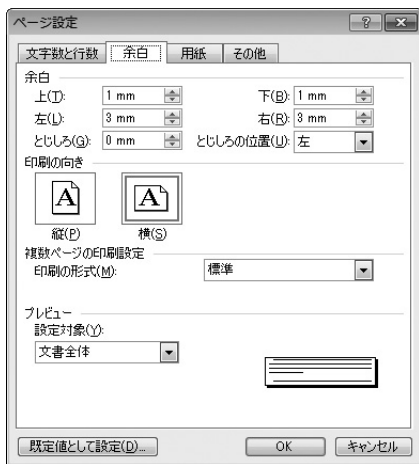 ページ設定
文字数と行数 余白 用紙 その他
余白
上(T): 1 mm 下(B): 1 mm
左(L): 3 mm 右(R): 3 mm
とじしろ(G): 0 mm とじしろの位置(U): 左
印刷の向き
A A
縦(P) 横(S)
複数ページの印刷設定
印刷の形式(M): 標準
プレビュー
設定対象(Y):
文書全体
既定値として設定(D)... OK キャンセル